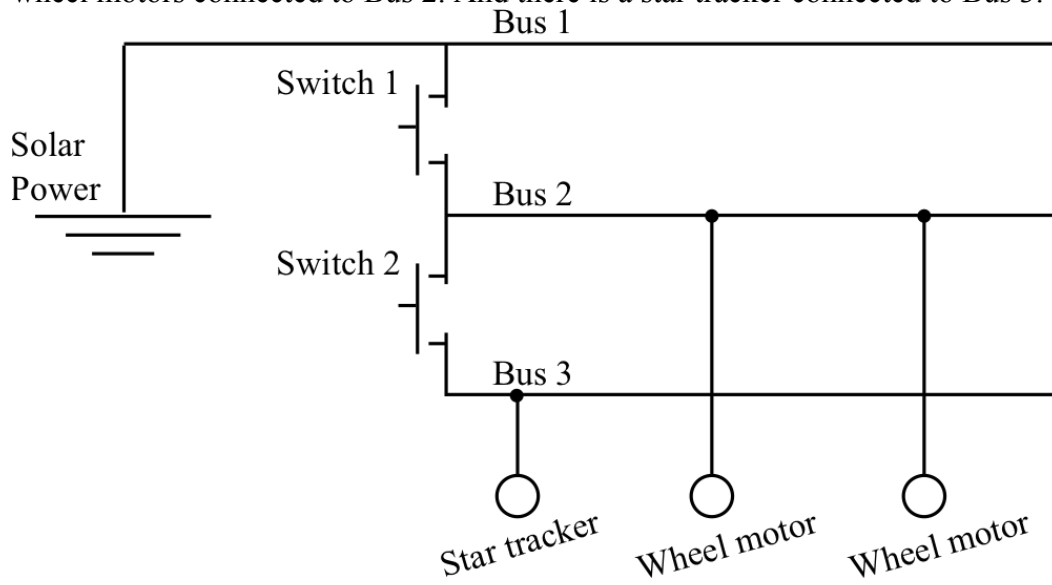 wheel motors connected to Bus 2. And there is a star tracker connected to Bus 3.
Bus 1
Switch 1
Solar
Power
Bus 2
Switch 2
Bus 3
Star tracker
Wheel motor
Wheel motor